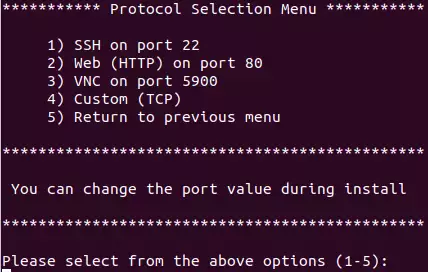 *********** Protocol Selection Menu ***********
1) SSH on port 22
2) Web (HTTP) on port 80
3) VNC on port 5900
4) Custom (TCP)
5) Return to previous menu
***********************************************
You can change the port value during install
***********************************************
Please select from the above options (1-5):